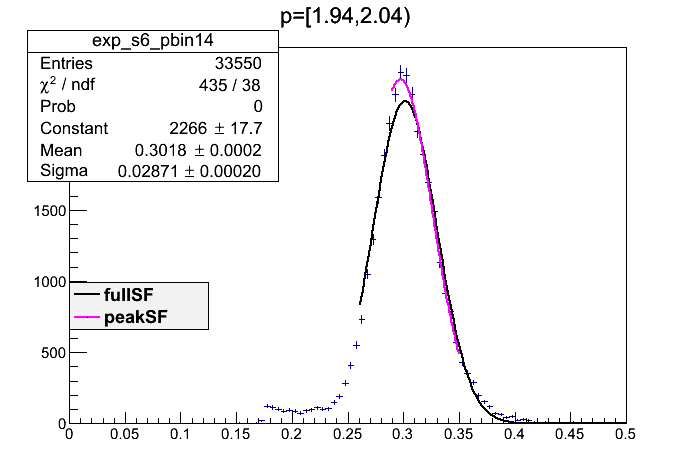 p=[1.94,2.04)
exp_s6_pbin14
Entries 33550
χ² / ndf 435 / 38
Prob 0
Constant 2266 ± 17.7
Mean 0.3018 ± 0.0002
Sigma 0.02871 ± 0.00020
1500
1000
fullSF
peakSF
500
0
0 0.05 0.1 0.15 0.2 0.25 0.3 0.35 0.4 0.45 0.5